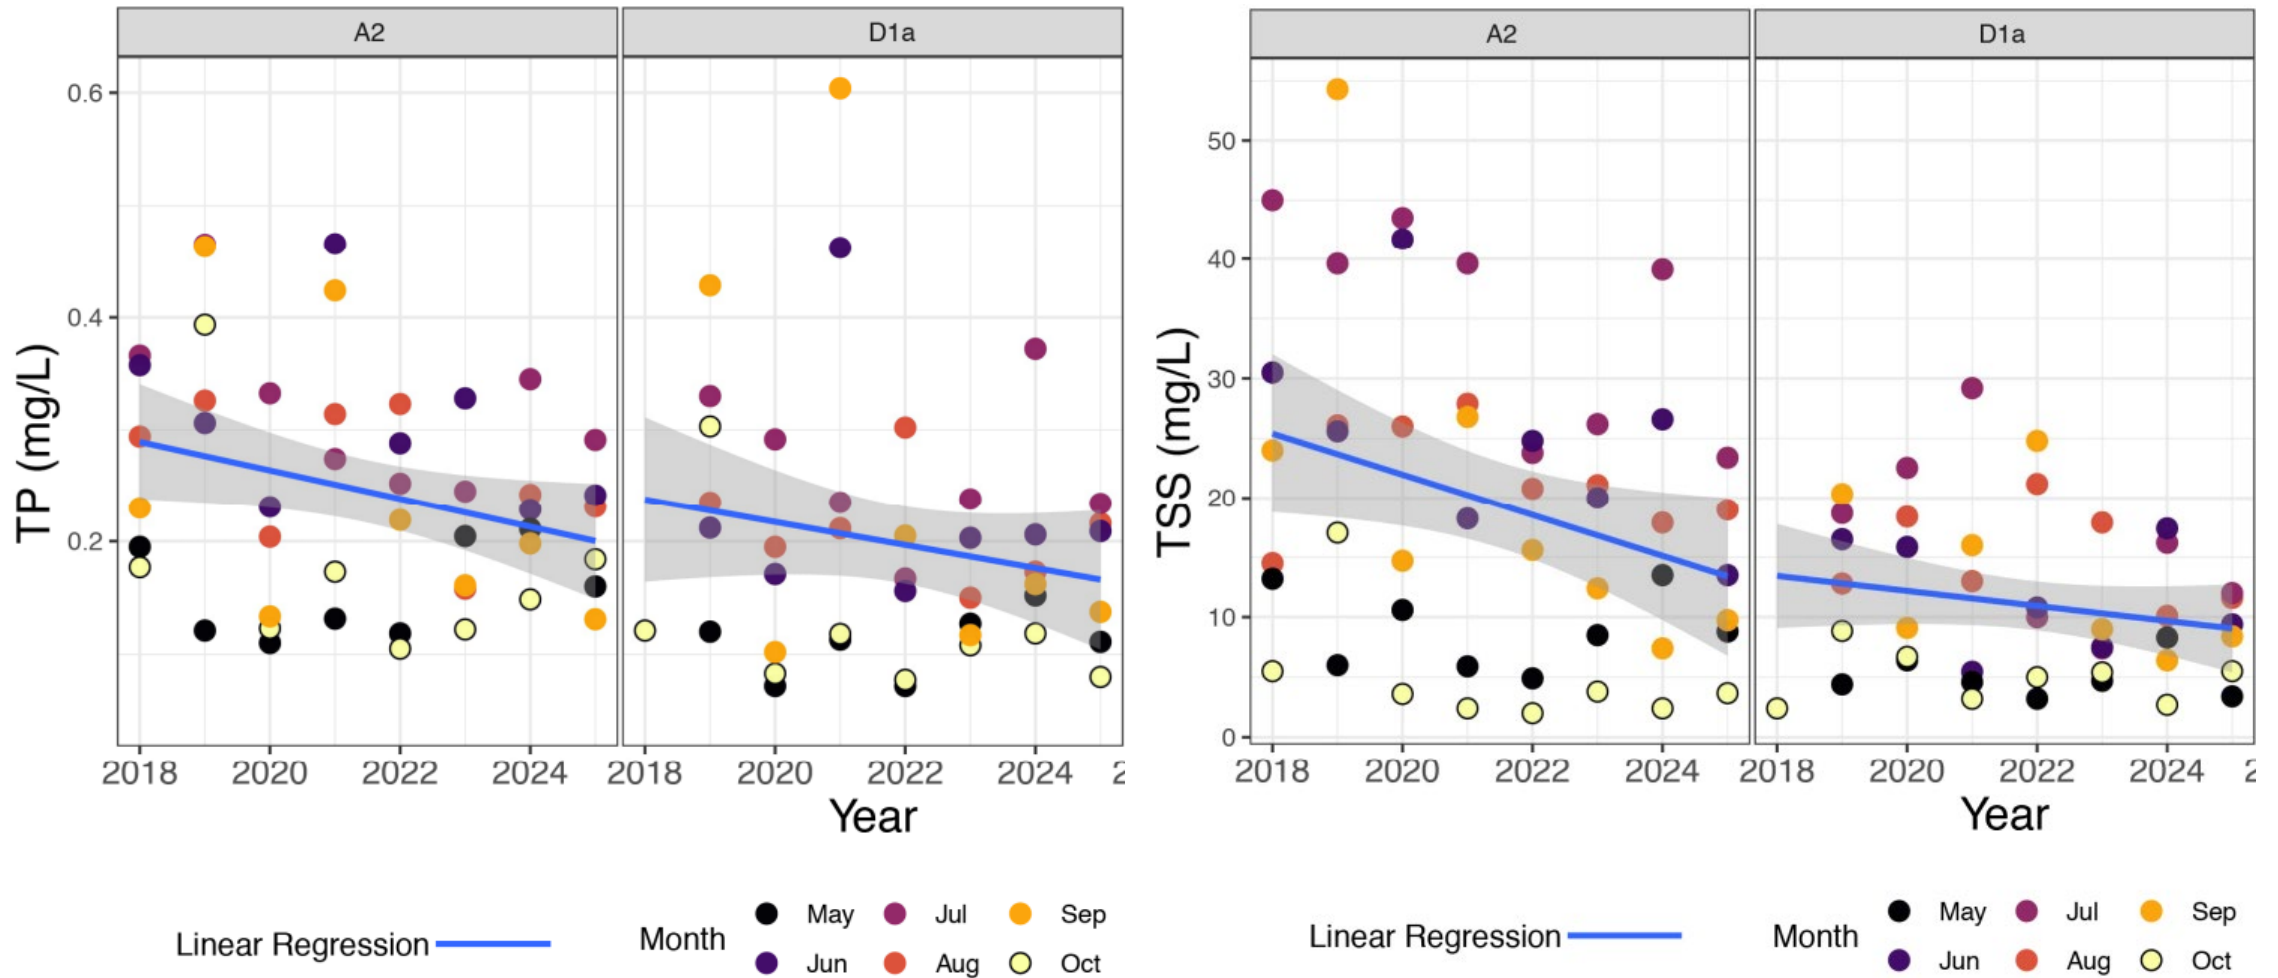 A2 D1a
TP (mg/L)
0.6
0.4
0.2
2018 2020 2022 2024 2018 2020 2022 2024 2
Year
Linear Regression
Month
May Jul Sep
Jun Aug Oct
A2 D1a
TSS (mg/L)
50
40
30
20
10
0
2018 2020 2022 2024 2018 2020 2022 2024 2
Year
Linear Regression
Month
May Jul Sep
Jun Aug Oct